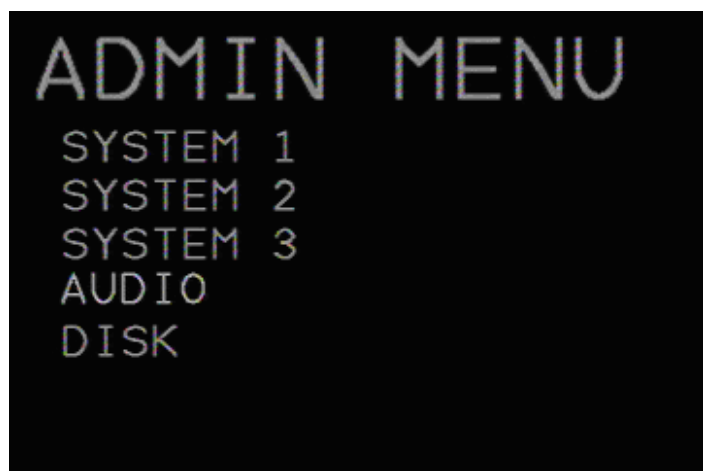 ADMIN MENU
SYSTEM 1
SYSTEM 2
SYSTEM 3
AUDIO
DISK